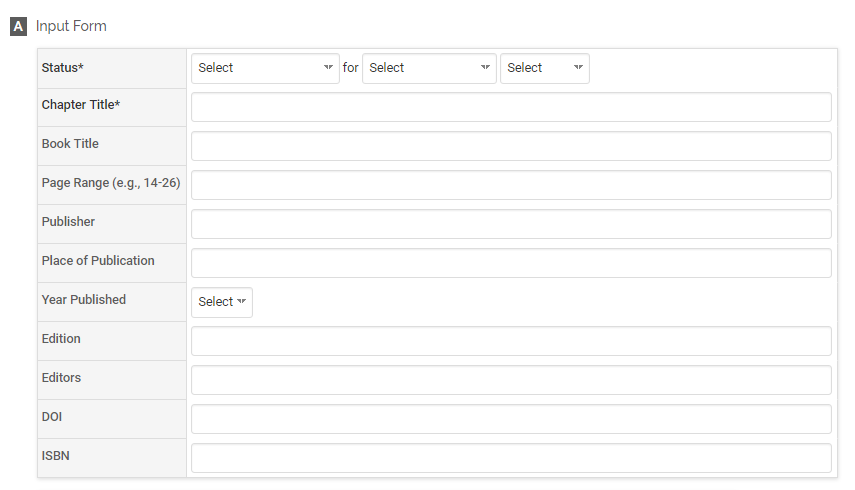 A Input Form
Status* Select for Select Select
Chapter Title*
Book Title
Page Range (e.g., 14-26)
Publisher
Place of Publication
Year Published Select
Edition
Editors
DOI
ISBN